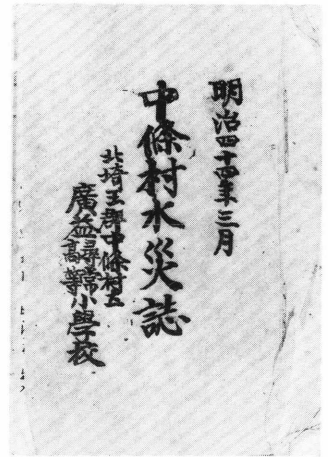 明治四十四年三月
中條村水災誌
北埼玉郡中條村立
廣益尋常高等小學校